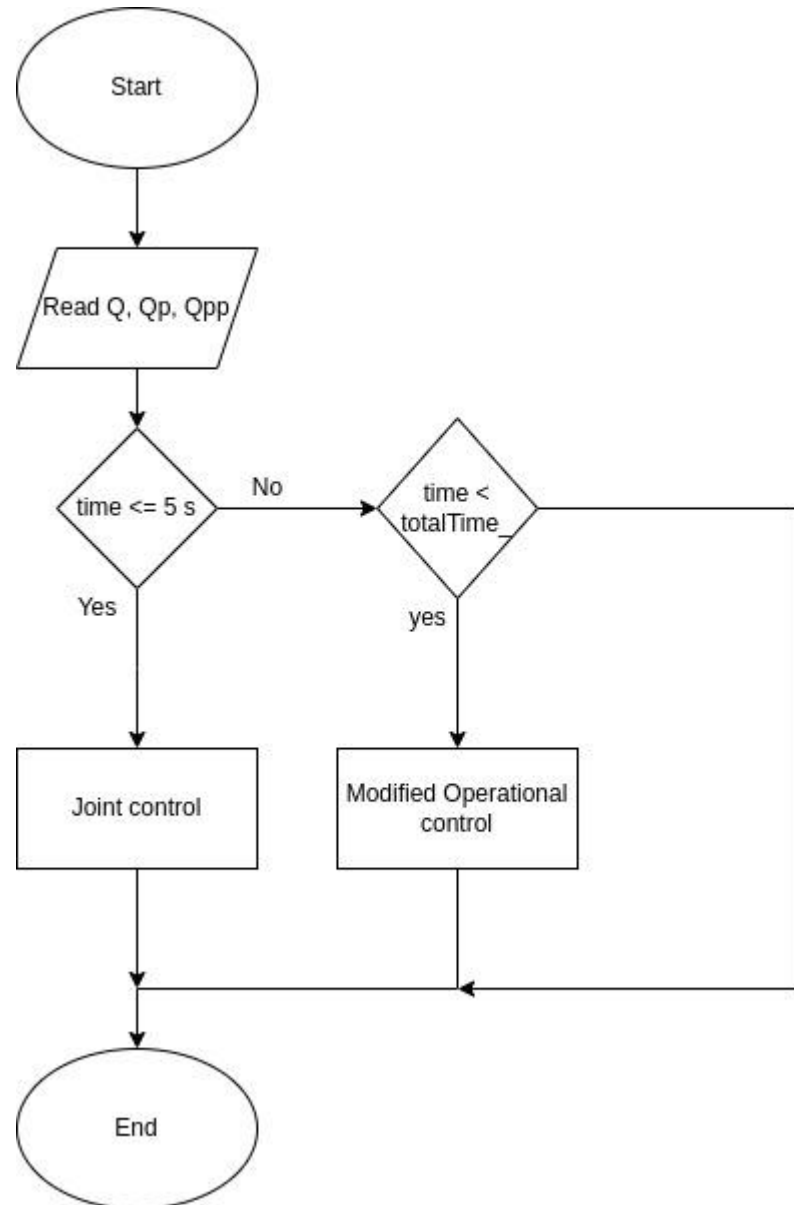 Start
Read Q, Qp, Qpp
time <= 5 s
No
time <
totalTime_
Yes
yes
Joint control
Modified Operational
control
End